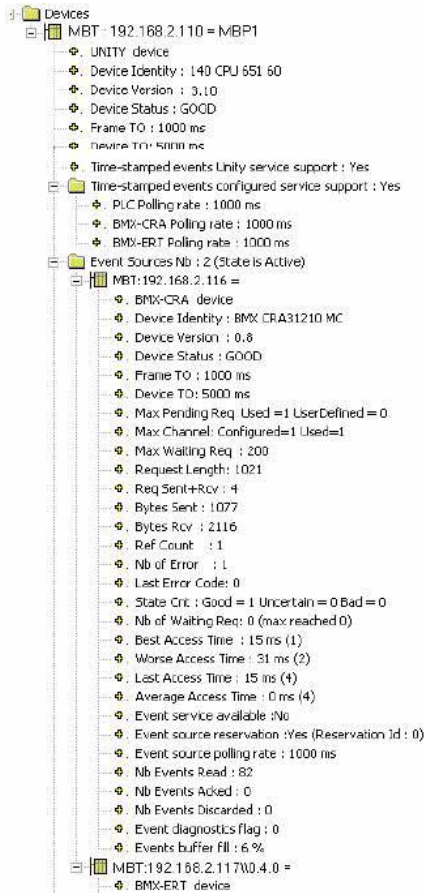 Devices
MBT : 192.168.2.110 = MBP1
UNITY device
Device Identity : 140 CPU 651 60
Device Version : 3.10
Device Status : GOOD
Frame TO : 1000 ms
Device TO: 5000 ms
Time-stamped events Unity service support : Yes
Time-stamped events configured service support : Yes
PLC Polling rate : 1000 ms
BMX-CRA Polling rate : 1000 ms
BMX-ERT Poling rate : 1000 ms
Event Sources Nb : 2 (State is Active)
MBT:192.168.2.116 =
BMX-CRA device
Device Identity : BMX CRA31210 MC
Device Version : 0.8
Device Status : GOOD
Frame TO : 1000 ms
Device TO: 5000 ms
Max Pending Req Used =1 UserDefined = 0
Max Channel: Configured=1 Used=1
Max Waiting Req : 200
Request Length: 1021
Req Sent+Rcv : 4
Bytes Sent : 1077
Bytes Rcv : 2116
Ref Count : 1
Nb of Error : 1
Last Error Code: 0
State Cnt : Good = 1 Uncertain = 0 Bad = 0
Nb of Waiting Req: 0 (max reached 0)
Best Access Time : 15 ms (1)
Worse Access Time : 31 ms (2)
Last Access Time : 15 ms (4)
Average Access Time : 0 ms (4)
Event service available :No
Event source reservation :Yes (Reservation Id : 0)
Event source polling rate : 1000 ms
Nb Events Read : 82
Nb Events Acked : 0
Nb Events Discarded : 0
Event diagnostics flag : 0
Events buffer fill : 6 %
MBT:192.168.2.117\\0.4.0 =
BMX-ERT device